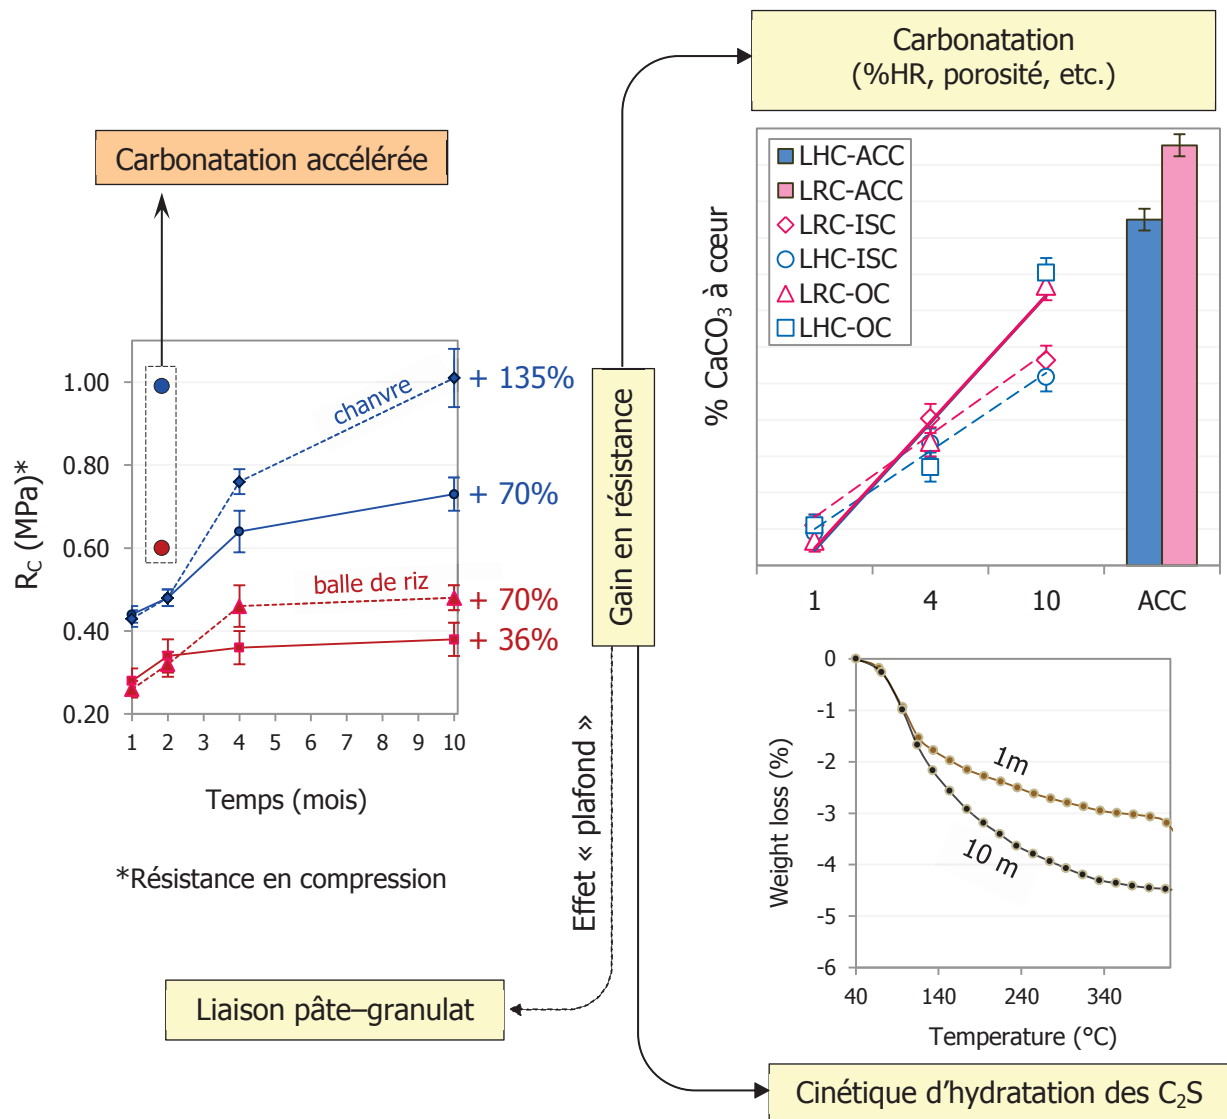 Carbonatation
(%HR, porosité, etc.)
Carbonatation accélérée
R_C (MPa)*
1.00
0.80
0.60
0.40
0.20
1
2
3
4
5
6
7
8
9
10
Temps (mois)
chanvre
balle de riz
+ 135%
+ 70%
+ 70%
+ 36%
*Résistance en compression
Gain en résistance
Effet « plafond »
Liaison pâte–granulat
% CaCO₃ à cœur
LHC-ACC
LRC-ACC
LRC-ISC
LHC-ISC
LRC-OC
LHC-OC
1
4
10
ACC
Weight loss (%)
0
-1
-2
-3
-4
-5
-6
1m
10 m
40
140
240
340
Temperature (°C)
Cinétique d’hydratation des C₂S